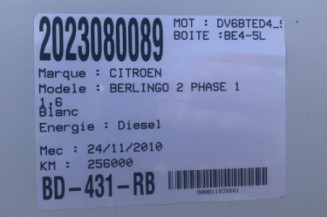 MOT : DV6BTED4_
2023080089
BOITE :BE4-5L
Marque : CITROEN
Modele : BERLINGO 2 PHASE 1
1.6
Blanc
Energie : Diesel
Mec : 24/11/2010
KM : 256000
BD-431-RB